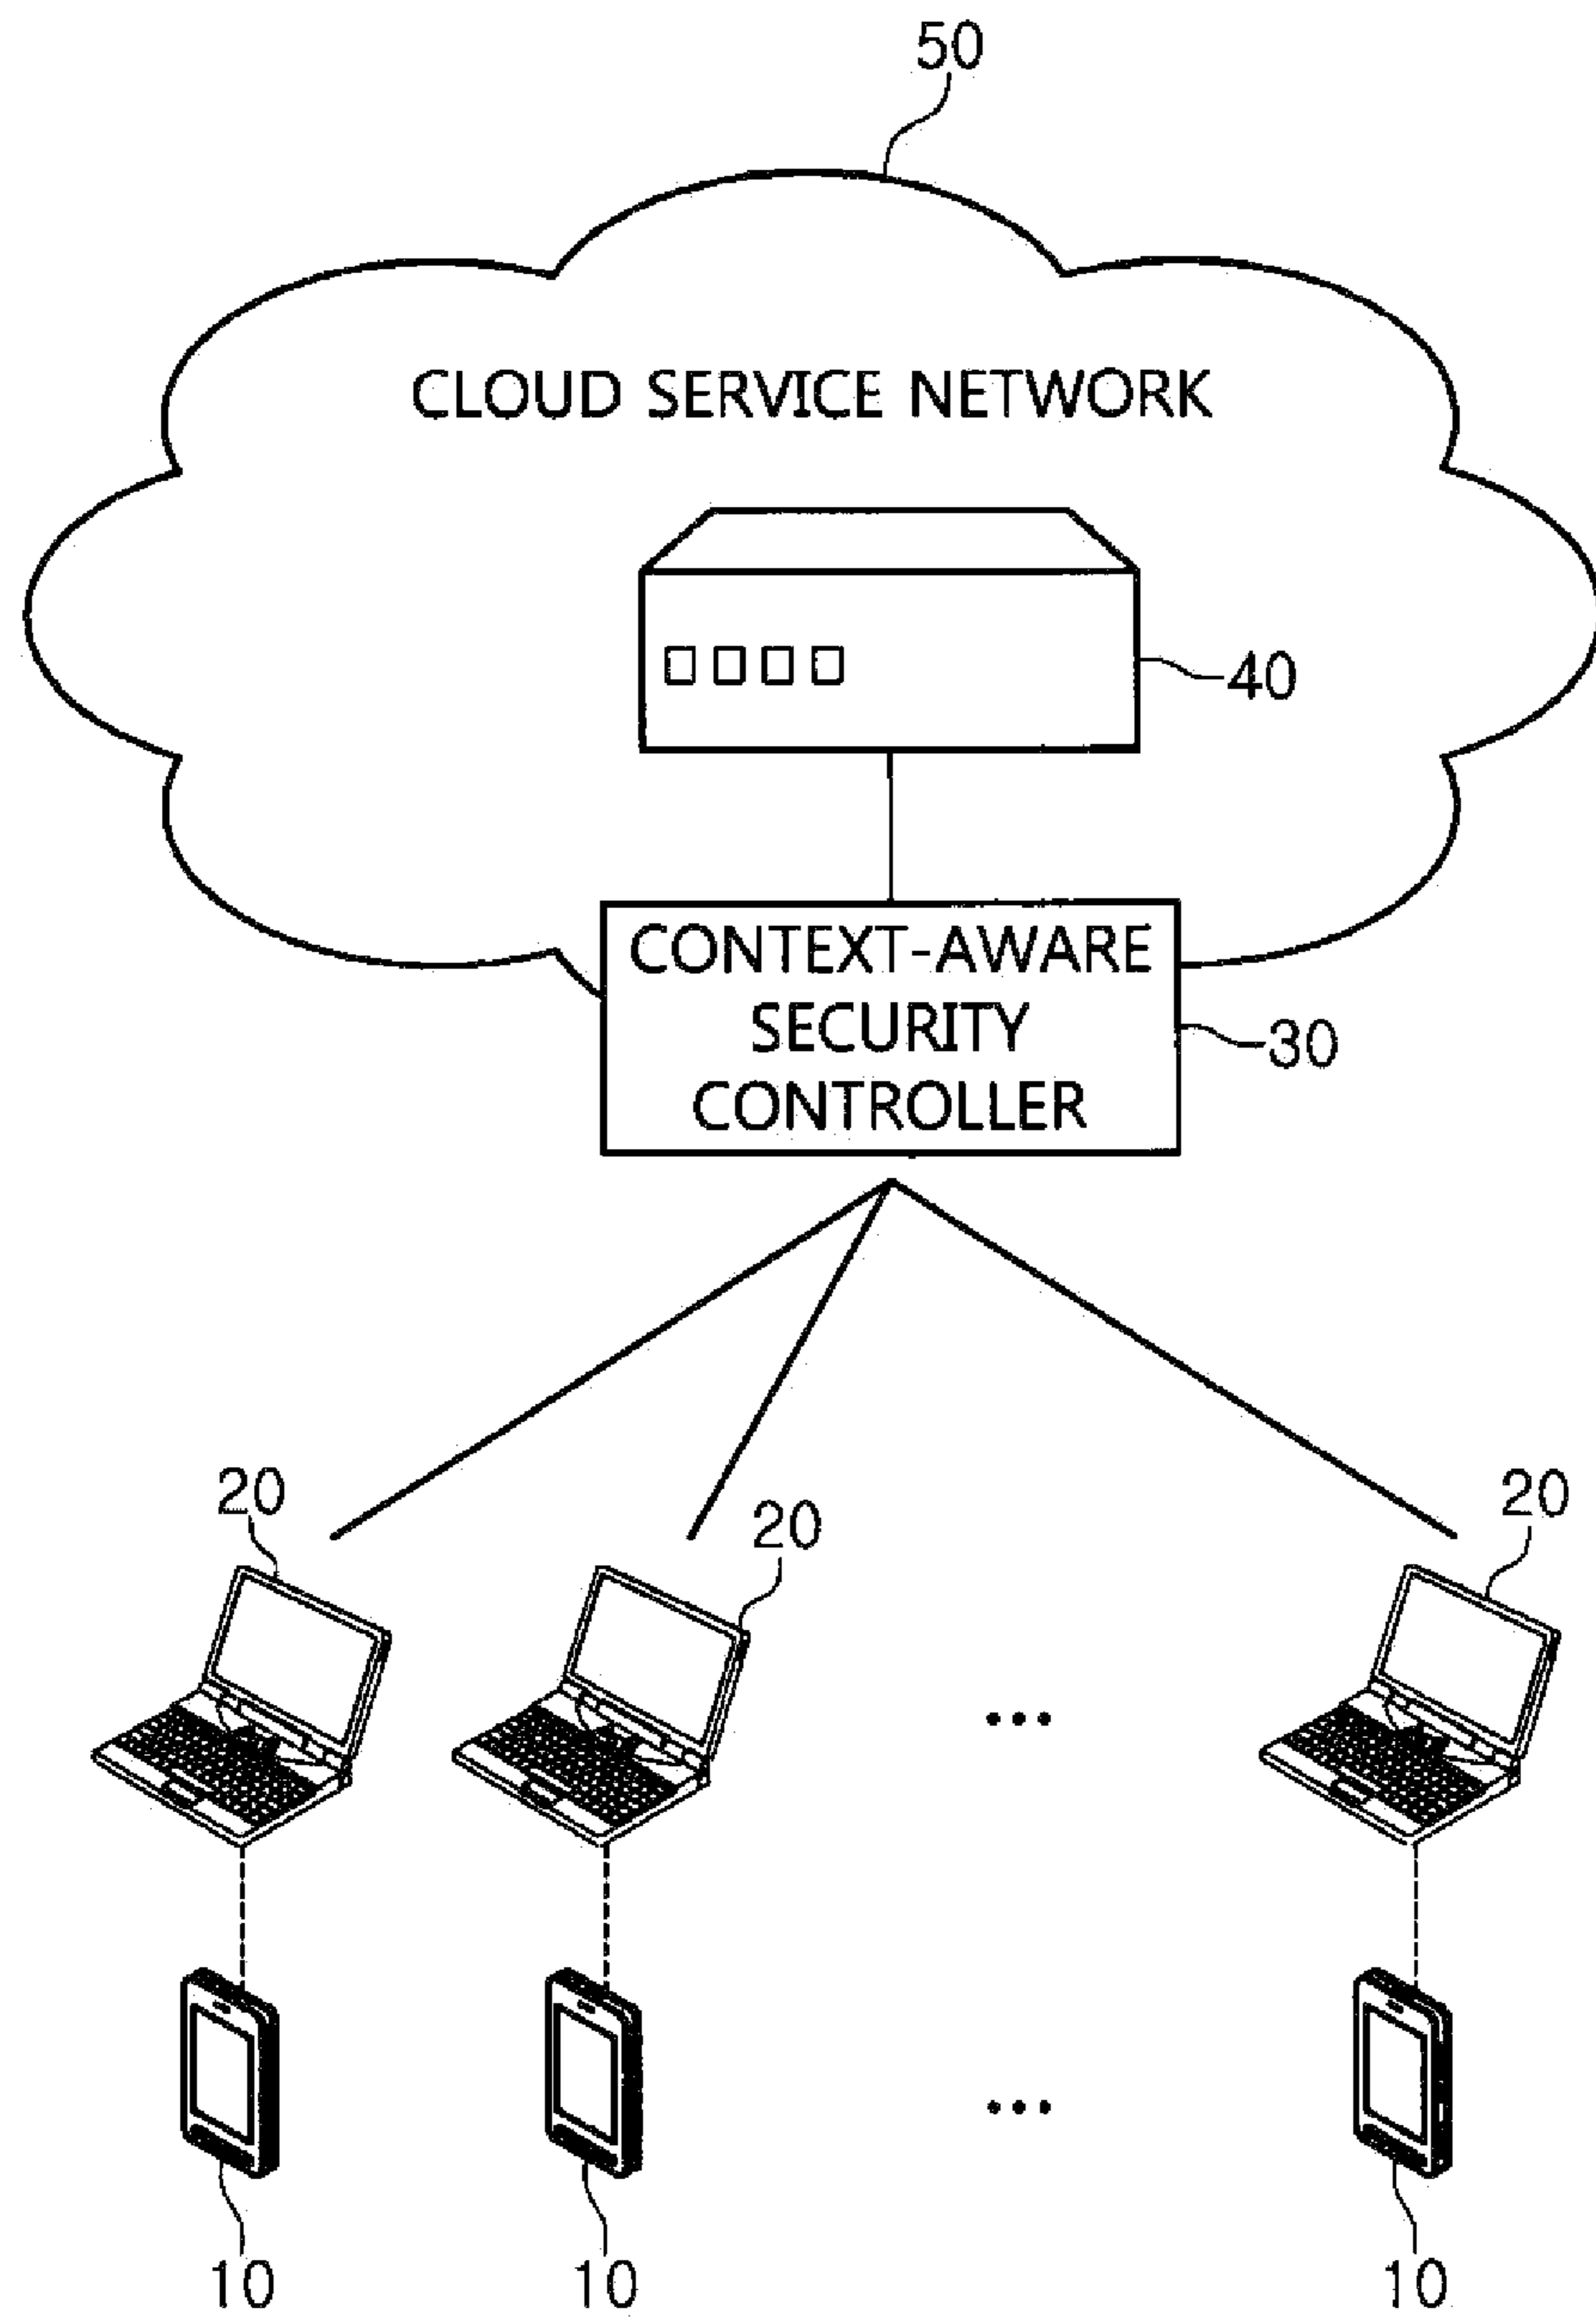 50
CLOUD SERVICE NETWORK
40
CONTEXT-AWARE
SECURITY
CONTROLLER
30
20
20
20
...
...
10
10
10